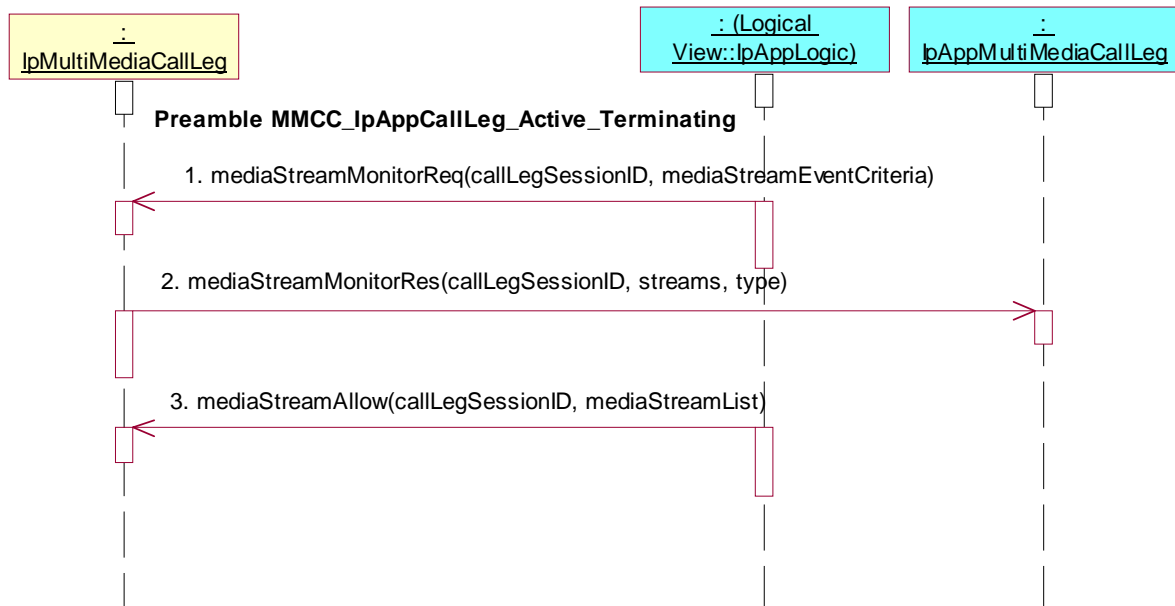 :
IpMultiMediaCallLeg
: (Logical
View::IpAppLogic)
:
IpAppMultiMediaCallLeg
Preamble MMCC_IpAppCallLeg_Active_Terminating
1. mediaStreamMonitorReq(callLegSessionID, mediaStreamEventCriteria)
2. mediaStreamMonitorRes(callLegSessionID, streams, type)
3. mediaStreamAllow(callLegSessionID, mediaStreamList)